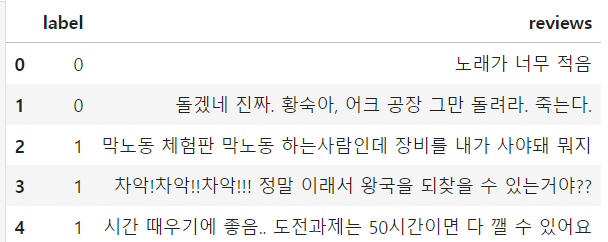 label reviews
0 0 노래가 너무 적음
1 0 돌겠네 진짜. 황숙아, 어크 공장 그만 돌려라. 죽는다.
2 1 막노동 체험판 막노동 하는사람인데 장비를 내가 사야돼 뭐지
3 1 차악!차악!!차악!!! 정말 이래서 왕국을 되찾을 수 있는거야??
4 1 시간 때우기에 좋음.. 도전과제는 50시간이면 다 깰 수 있어요